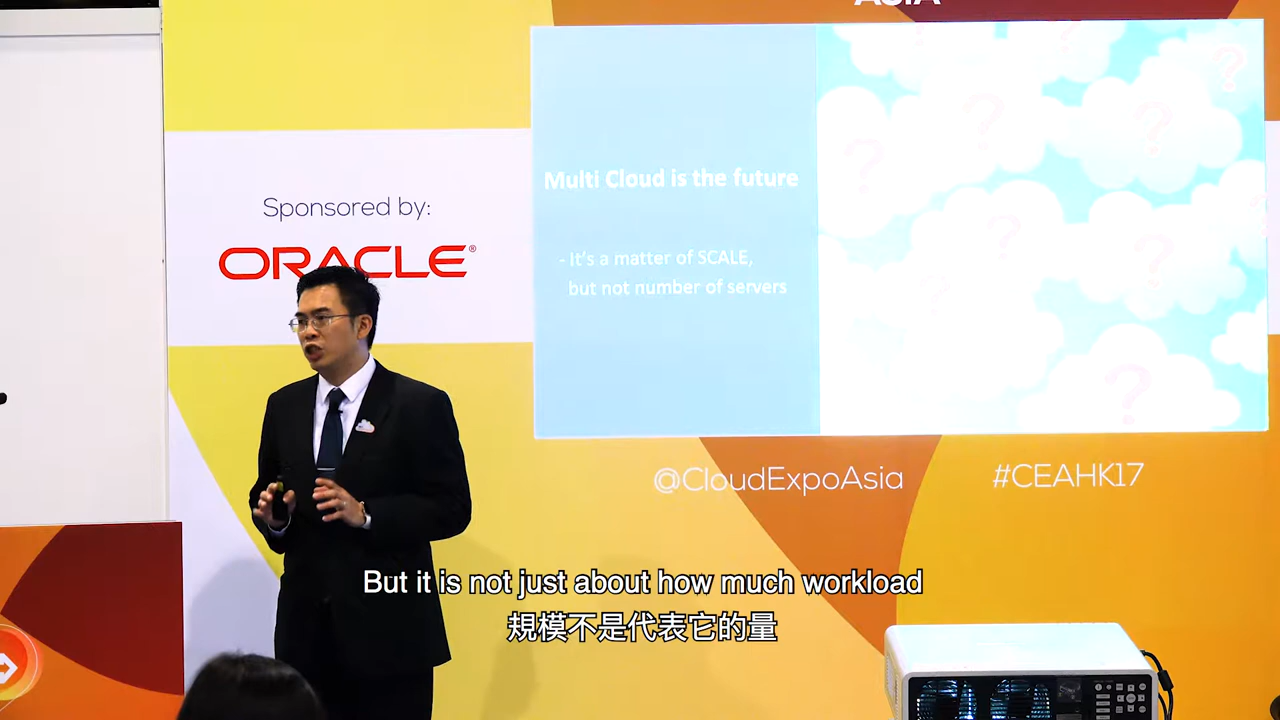 ASIA
Sponsored by:
ORACLE®
Multi Cloud is the future
- It's a matter of SCALE,
but not number of servers
?
?
?
?
?
?
?
?
@CloudExpoAsia
#CEAHK17
But it is not just about how much workload
規模不是代表它的量